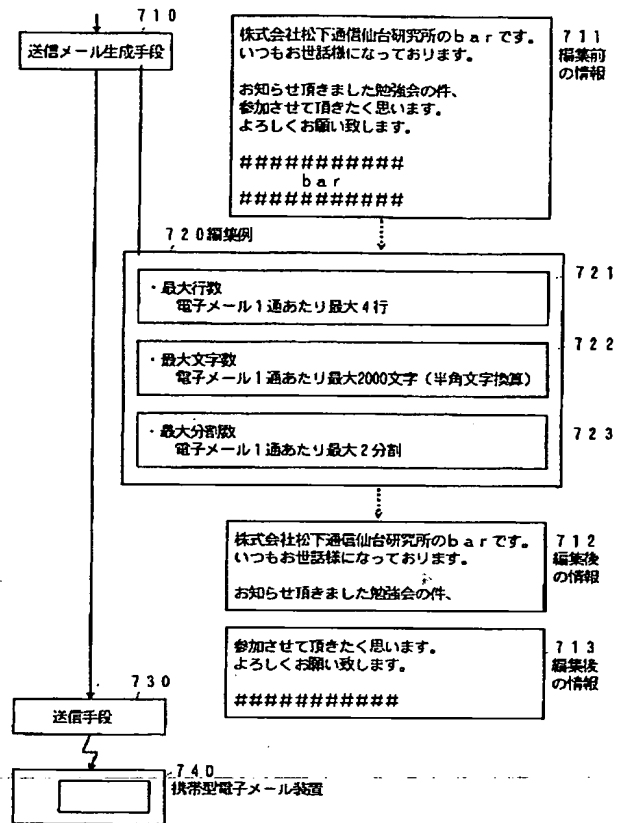 ７１０
送信メール生成手段
株式会社松下通信仙台研究所のｂａｒです。
いつもお世話様になっております。
お知らせ頂きました勉強会の件、
参加させて頂きたく思います。
よろしくお願い致します。
＃＃＃＃＃＃＃＃＃＃＃
ｂａｒ
＃＃＃＃＃＃＃＃＃＃＃
７１１
編集前
の情報
７２０編集例
・最大行数
電子メール１通あたり最大４行
７２１
・最大文字数
電子メール１通あたり最大2000文字（半角文字換算）
７２２
・最大分割数
電子メール１通あたり最大２分割
７２３
株式会社松下通信仙台研究所のｂａｒです。
いつもお世話様になっております。
お知らせ頂きました勉強会の件、
７１２
編集後
の情報
参加させて頂きたく思います。
よろしくお願い致します。
＃＃＃＃＃＃＃＃＃＃＃
７１３
編集後
の情報
７３０
送信手段
７４０
携帯型電子メール装置